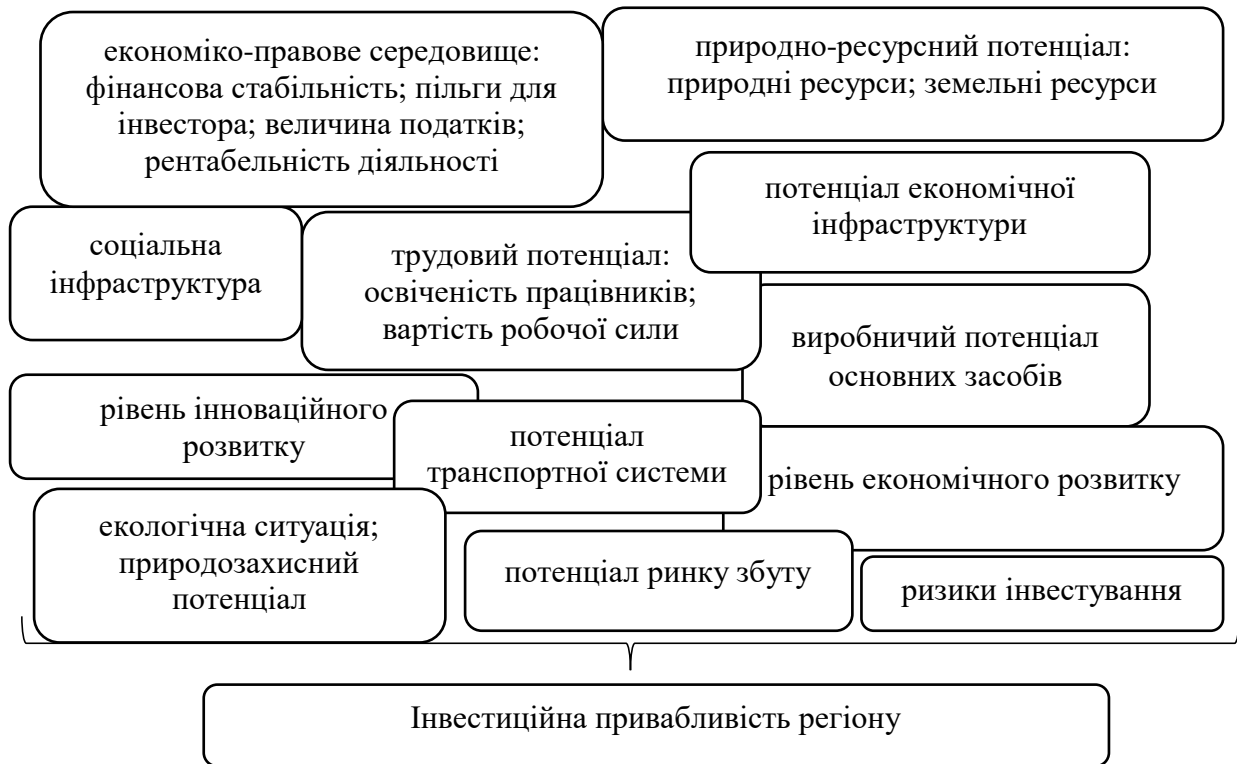 економіко-правове середовище:
фінансова стабільність; пільги для
інвестора; величина податків;
рентабельність діяльності
природно-ресурсний потенціал:
природні ресурси; земельні ресурси
потенціал економічної
інфраструктури
соціальна
інфраструктура
трудовий потенціал:
освіченість працівників;
вартість робочої сили
виробничий потенціал
основних засобів
рівень інноваційного
розвитку
потенціал
транспортної системи
рівень економічного розвитку
екологічна ситуація;
природозахисний
потенціал
потенціал ринку збуту
ризики інвестування
Інвестиційна привабливість регіону